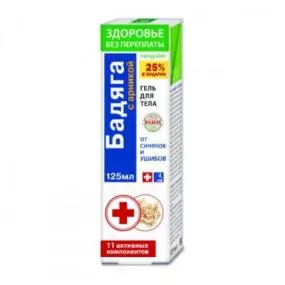 ЗДОРОВЬЕ
БЕЗ ПЕРЕПЛАТЫ
25%
В ПОДАРОК
Бадяга
с арникой
ГЕЛЬ ДЛЯ
ТЕЛА
ОТ
СИНЯКОВ И
УШИБОВ
125мл
11 АКТИВНЫХ
КОМПОНЕНТОВ